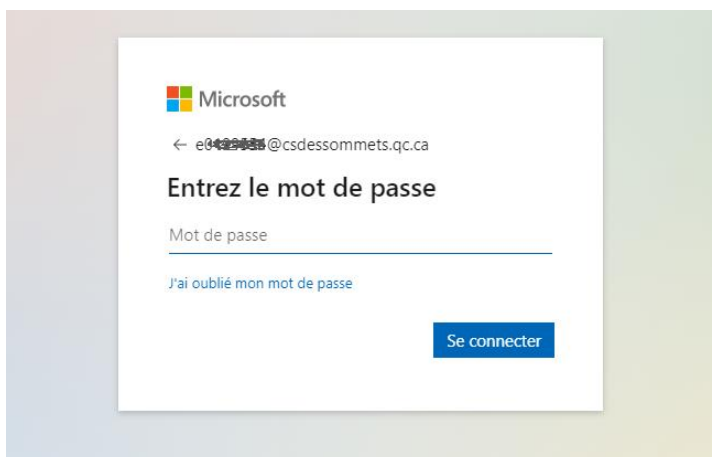 Microsoft
@csdessommets.qc.ca
Entrez le mot de passe
Mot de passe
J'ai oublié mon mot de passe
Se connecter